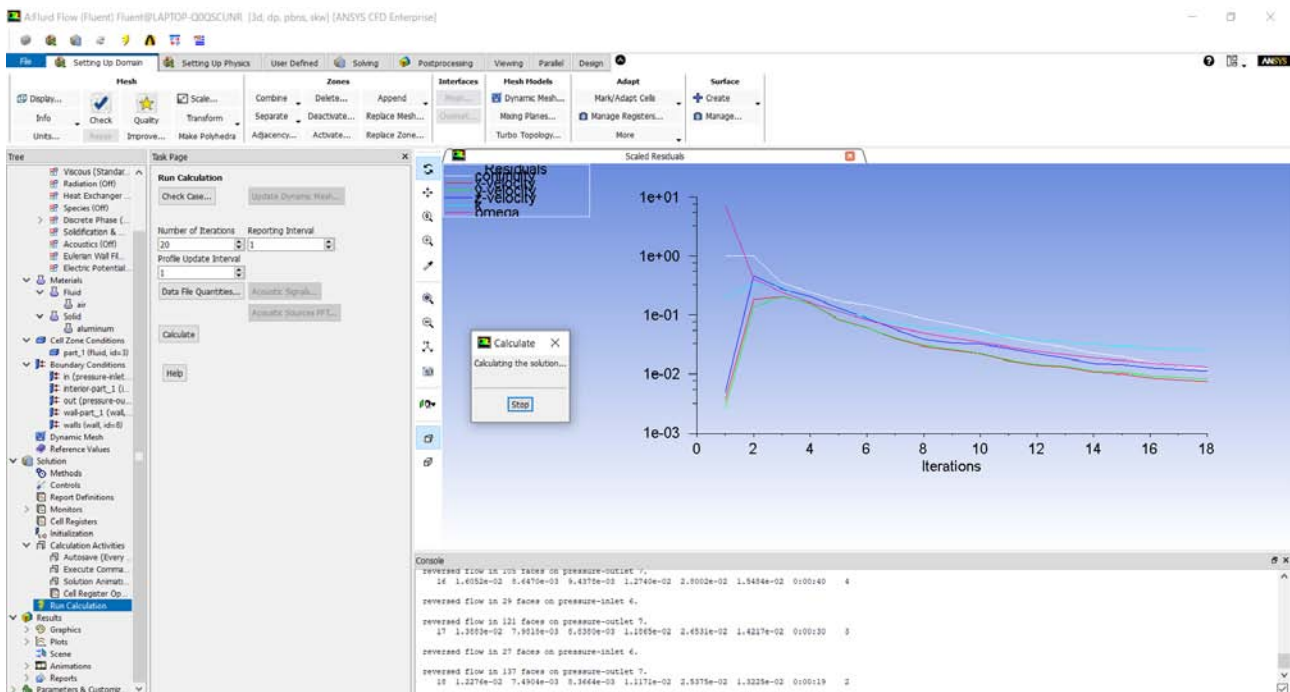 A:Fluid Flow (Fluent) Fluent@LAPTOP-Q0QSCUNR [3d, dp, pbns, skw] [ANSYS CFD Enterprise]
File Setting Up Domain Setting Up Physics User Defined Solving Postprocessing Viewing Parallel Design ANSYS
Mesh Zones Interfaces Mesh Models Adapt Surface
Display... Scale... Combine Delete... Append Mesh... Dynamic Mesh... Mark/Adapt Cells Create
Info Check Quality Transform Separate Deactivate... Replace Mesh... Overset... Mixing Planes... Manage Registers... Manage...
Units... Repair Improve... Make Polyhedra Adjacency... Activate... Replace Zone... Turbo Topology... More
Tree
Viscous (Standar...
Radiation (Off)
Heat Exchanger ...
Species (Off)
Discrete Phase (...
Solidification & ...
Acoustics (Off)
Eulerian Wall Fil...
Electric Potential...
Materials
Fluid
air
Solid
aluminum
Cell Zone Conditions
part_1 (fluid, id=3)
Boundary Conditions
in (pressure-inlet...
interior-part_1 (i...
out (pressure-ou...
wall-part_1 (wall,...
walls (wall, id=8)
Dynamic Mesh
Reference Values
Solution
Methods
Controls
Report Definitions
Monitors
Cell Registers
Initialization
Calculation Activities
Autosave (Every ...
Execute Comma...
Solution Animati...
Cell Register Op...
Run Calculation
Results
Graphics
Plots
Scene
Animations
Reports
Parameters & Customiz...
Task Page
Run Calculation
Check Case... Update Dynamic Mesh...
Number of Iterations Reporting Interval
20 1
Profile Update Interval
1
Data File Quantities... Acoustic Signals...
Acoustic Sources FFT...
Calculate
Help
Scaled Residuals
Residuals
continuity
x-velocity
y-velocity
z-velocity
k
omega
1e+01
1e+00
1e-01
1e-02
1e-03
0 2 4 6 8 10 12 14 16 18
Iterations
Calculate
Calculating the solution...
Stop
Console
reversed flow in 105 faces on pressure-outlet 7.
16 1.6052e-02 8.6470e-03 9.4375e-03 1.2740e-02 2.8002e-02 1.5484e-02 0:00:40 4
reversed flow in 29 faces on pressure-inlet 6.
reversed flow in 121 faces on pressure-outlet 7.
17 1.3883e-02 7.9818e-03 8.8380e-03 1.1865e-02 2.6531e-02 1.4217e-02 0:00:30 3
reversed flow in 27 faces on pressure-inlet 6.
reversed flow in 137 faces on pressure-outlet 7.
18 1.2276e-02 7.4904e-03 8.3664e-03 1.1171e-02 2.5375e-02 1.3225e-02 0:00:19 2